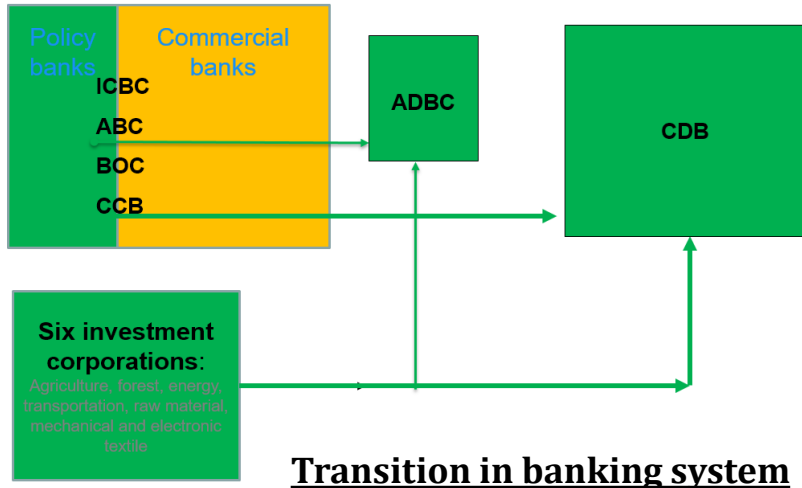 Policy
banks
Commercial
banks
ICBC
ABC
BOC
CCB
ADBC
CDB
Six investment
corporations:
Agriculture, forest, energy,
transportation, raw material,
mechanical and electronic
textile
Transition in banking system